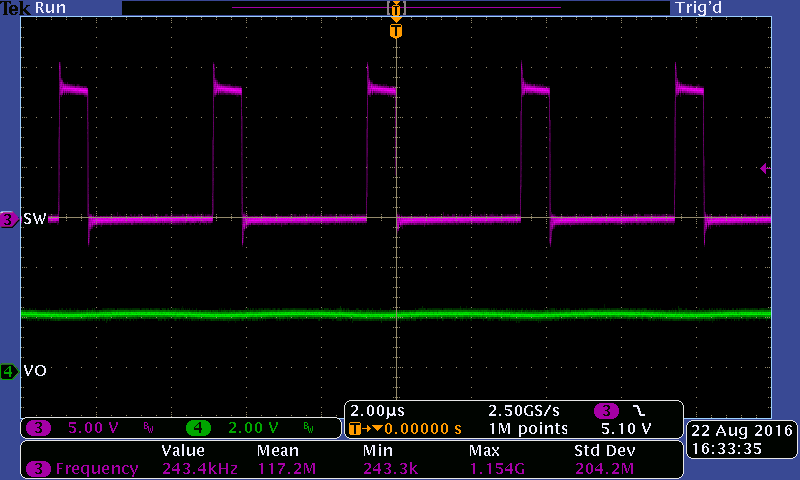 Tek Run Trig'd
T
T
3 SW
4 VO
2.00µs 2.50GS/s 3
3 5.00 V BW 4 2.00 V BW T→▼0.00000 s 1M points 5.10 V
22 Aug 2016
16:33:35
Value Mean Min Max Std Dev
3 Frequency 243.4kHz 117.2M 243.3k 1.154G 204.2M